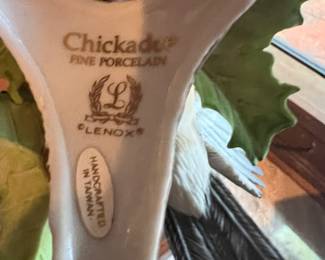 Chickadee
FINE PORCELAIN
L
©LENOX®
HANDCRAFTED
IN TAIWAN